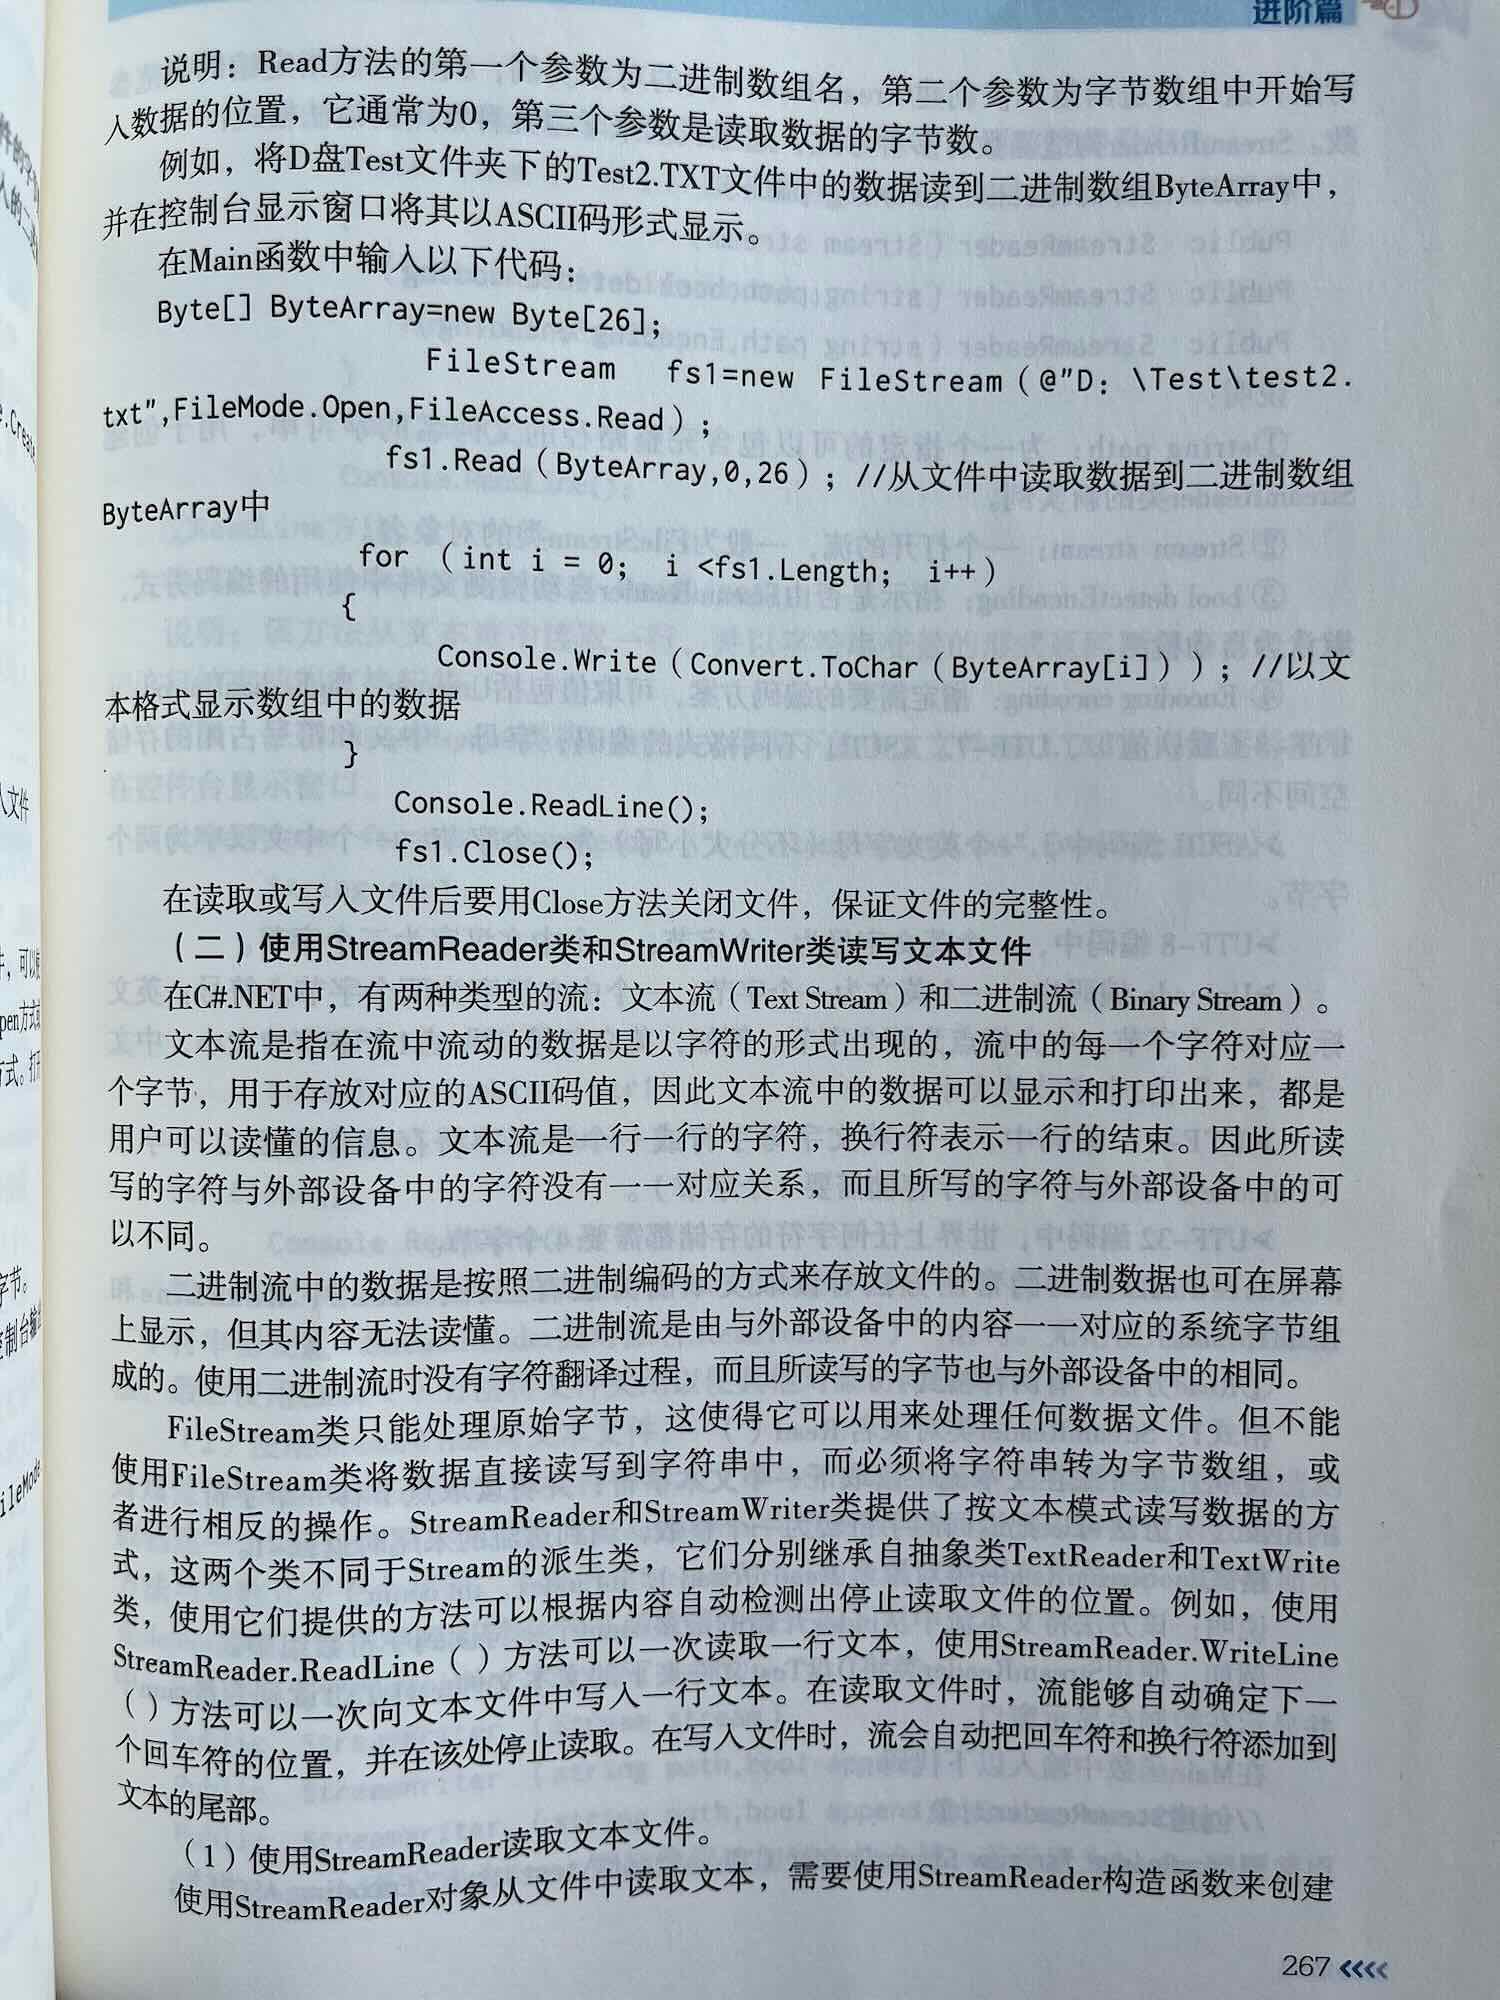 进阶篇
说明：Read方法的第一个参数为二进制数组名，第二个参数为字节数组中开始写
入数据的位置，它通常为0，第三个参数是读取数据的字节数。
例如，将D盘Test文件夹下的Test2.TXT文件中的数据读到二进制数组ByteArray中，
并在控制台显示窗口将其以ASCII码形式显示。
在Main函数中输入以下代码：
Byte[] ByteArray=new Byte[26];
FileStream fs1=new FileStream（@"D：\Test\test2.
txt",FileMode.Open,FileAccess.Read）;
fs1.Read（ByteArray,0,26）; //从文件中读取数据到二进制数组
ByteArray中
for （int i = 0； i <fs1.Length； i++）
{
Console.Write（Convert.ToChar（ByteArray[i]））; //以文
本格式显示数组中的数据
}
Console.ReadLine();
fs1.Close();
在读取或写入文件后要用Close方法关闭文件，保证文件的完整性。
（二）使用StreamReader类和StreamWriter类读写文本文件
在C#.NET中，有两种类型的流：文本流（Text Stream）和二进制流（Binary Stream）。
文本流是指在流中流动的数据是以字符的形式出现的，流中的每一个字符对应一
个字节，用于存放对应的ASCII码值，因此文本流中的数据可以显示和打印出来，都是
用户可以读懂的信息。文本流是一行一行的字符，换行符表示一行的结束。因此所读
写的字符与外部设备中的字符没有一一对应关系，而且所写的字符与外部设备中的可
以不同。
二进制流中的数据是按照二进制编码的方式来存放文件的。二进制数据也可在屏幕
上显示，但其内容无法读懂。二进制流是由与外部设备中的内容一一对应的系统字节组
成的。使用二进制流时没有字符翻译过程，而且所读写的字节也与外部设备中的相同。
FileStream类只能处理原始字节，这使得它可以用来处理任何数据文件。但不能
使用FileStream类将数据直接读写到字符串中，而必须将字符串转为字节数组，或
者进行相反的操作。StreamReader和StreamWriter类提供了按文本模式读写数据的方
式，这两个类不同于Stream的派生类，它们分别继承自抽象类TextReader和TextWrite
类，使用它们提供的方法可以根据内容自动检测出停止读取文件的位置。例如，使用
StreamReader.ReadLine（）方法可以一次读取一行文本，使用StreamReader.WriteLine
（）方法可以一次向文本文件中写入一行文本。在读取文件时，流能够自动确定下一
个回车符的位置，并在该处停止读取。在写入文件时，流会自动把回车符和换行符添加到
文本的尾部。
（1）使用StreamReader读取文本文件。
使用StreamReader对象从文件中读取文本，需要使用StreamReader构造函数来创建
267